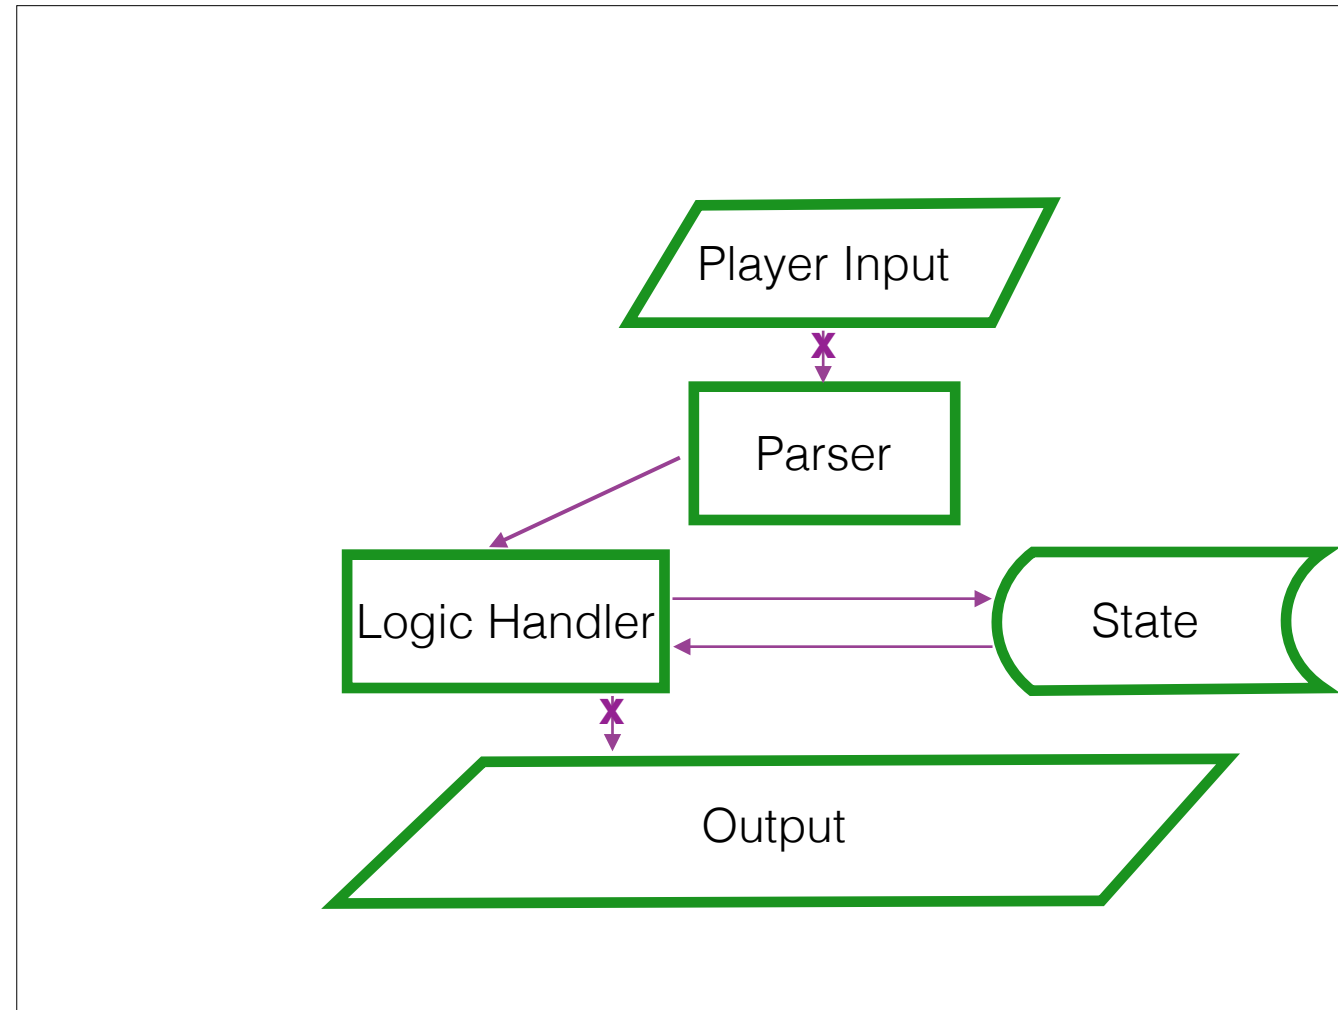 Player Input
X
Parser
Logic Handler
State
X
Output